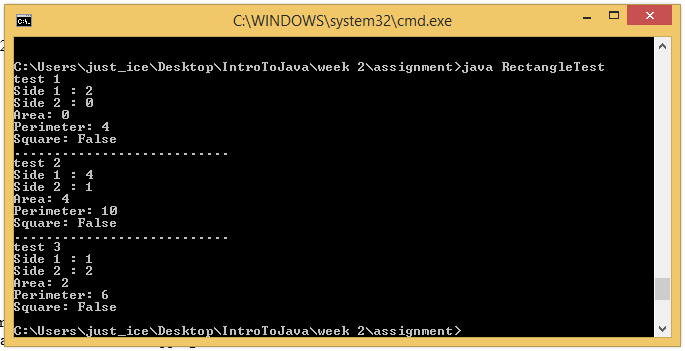 C:\WINDOWS\system32\cmd.exe
C:\Users\just_ice\Desktop\IntroToJava\week 2\assignment>java RectangleTest
test 1
Side 1 : 2
Side 2 : 0
Area: 0
Perimeter: 4
Square: False
---------------------------
test 2
Side 1 : 4
Side 2 : 1
Area: 4
Perimeter: 10
Square: False
---------------------------
test 3
Side 1 : 1
Side 2 : 2
Area: 2
Perimeter: 6
Square: False
C:\Users\just_ice\Desktop\IntroToJava\week 2\assignment>